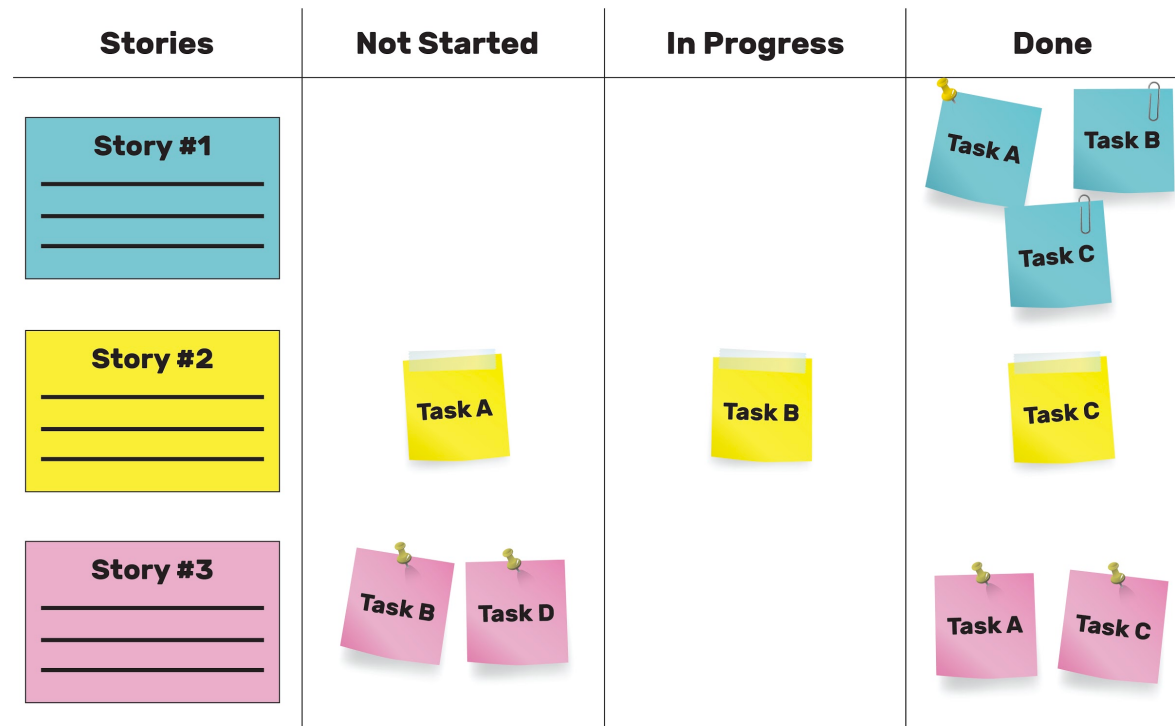 Stories
Not Started
In Progress
Done
Story #1
Task A
Task B
Task C
Story #2
Task A
Task B
Task C
Story #3
Task B
Task D
Task A
Task C